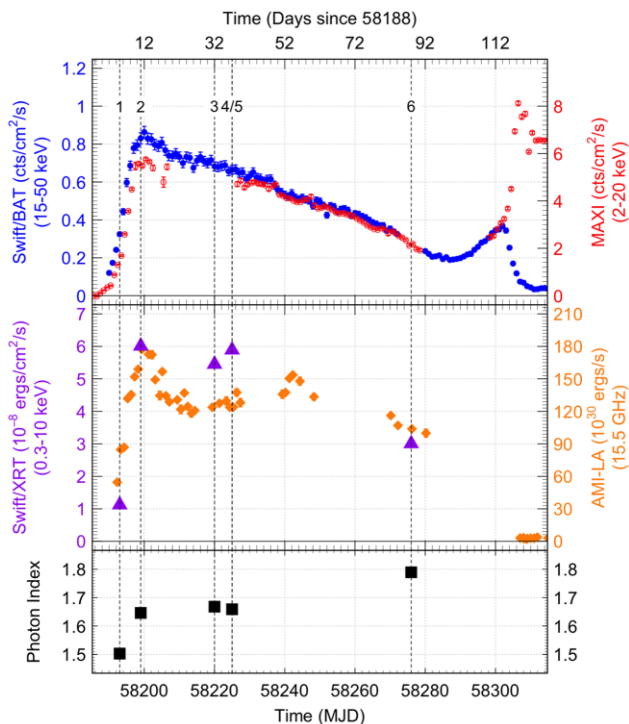 Time (Days since 58188)
12 32 52 72 92 112
Swift/BAT (cts/cm2/s)
(15-50 keV)
1.2
1
0.8
0.6
0.4
0.2
0
1 2 3 4/5 6
8
6
4
2
0
MAXI (cts/cm2/s)
(2-20 keV)
Swift/XRT (10⁻⁸ ergs/cm2/s)
(0.3-10 keV)
7
6
5
4
3
2
1
0
210
180
150
120
90
60
30
0
AMI-LA (10³⁰ ergs/s)
(15.5 GHz)
Photon Index
1.8
1.7
1.6
1.5
1.8
1.7
1.6
1.5
58200 58220 58240 58260 58280 58300
Time (MJD)